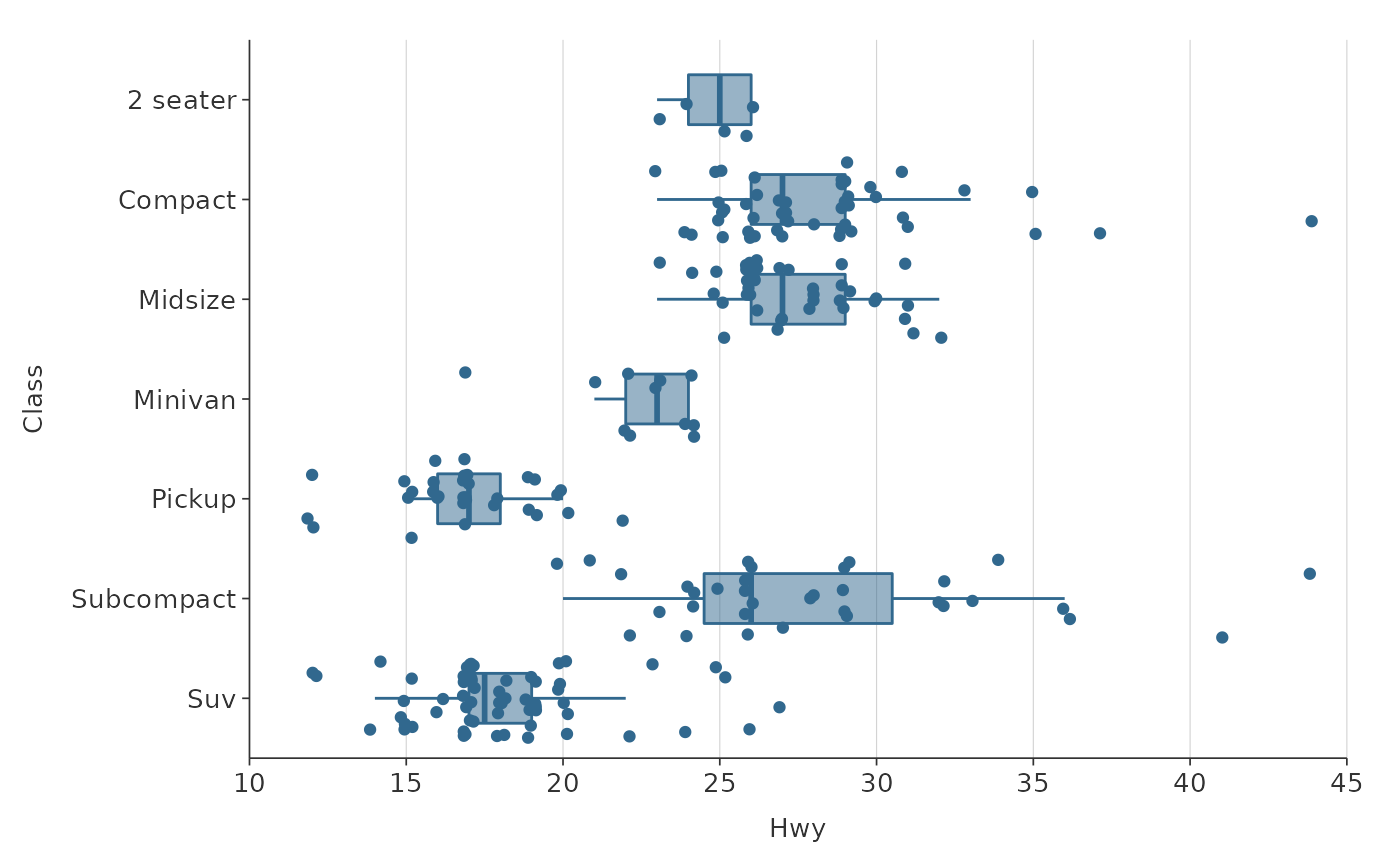 2 seater
Compact
Midsize
Minivan
Pickup
Subcompact
Suv
Class
10 15 20 25 30 35 40 45
Hwy